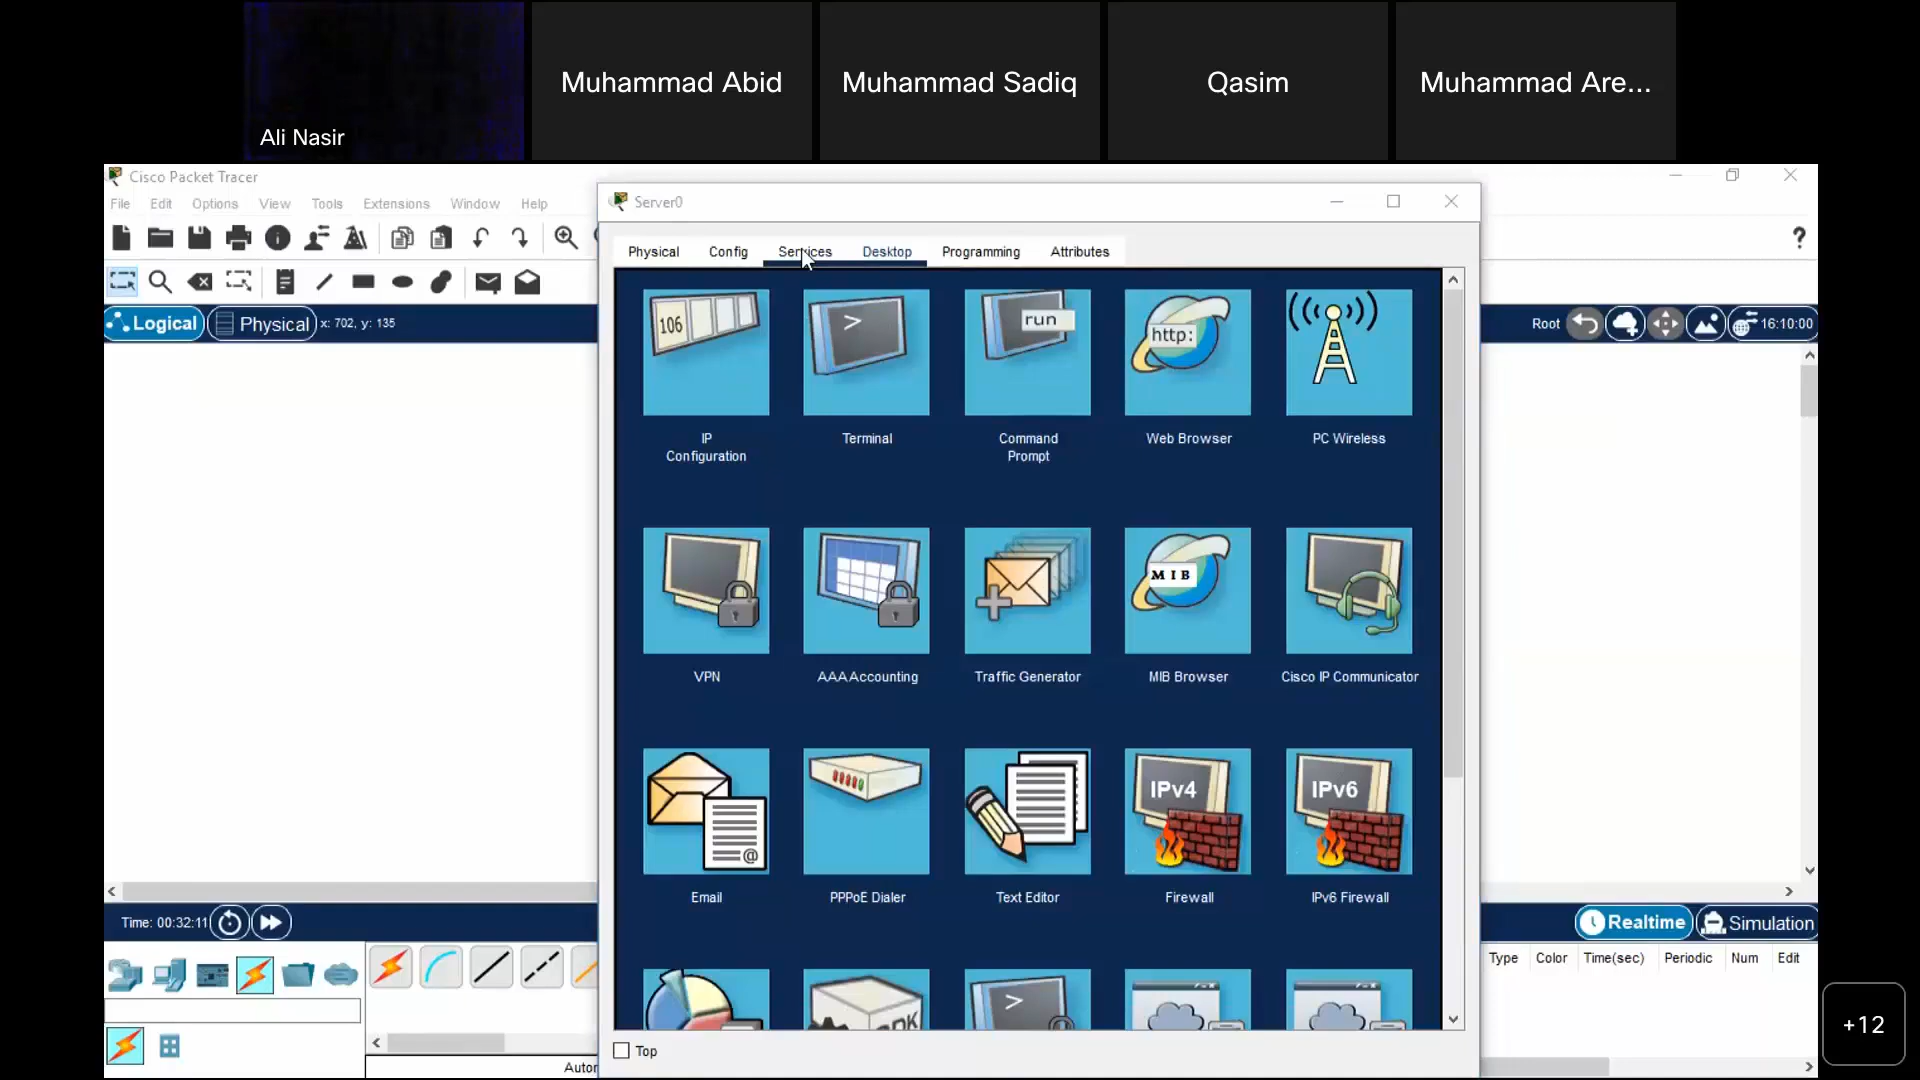 Ali Nasir
Muhammad Abid
Muhammad Sadiq
Qasim
Muhammad Are...
Cisco Packet Tracer
File Edit Options View Tools Extensions Window Help
Server0
Physical Config Services Desktop Programming Attributes
Logical Physical x: 702, y: 135
Root 16:10:00
106
>
run
http:
IP
Configuration
Terminal
Command
Prompt
Web Browser
PC Wireless
MIB
VPN
AAA Accounting
Traffic Generator
MIB Browser
Cisco IP Communicator
@
IPv4
IPv6
Email
PPPoE Dialer
Text Editor
Firewall
IPv6 Firewall
>
Time: 00:32:11
Realtime Simulation
Type Color Time(sec) Periodic Num Edit
Top
+12